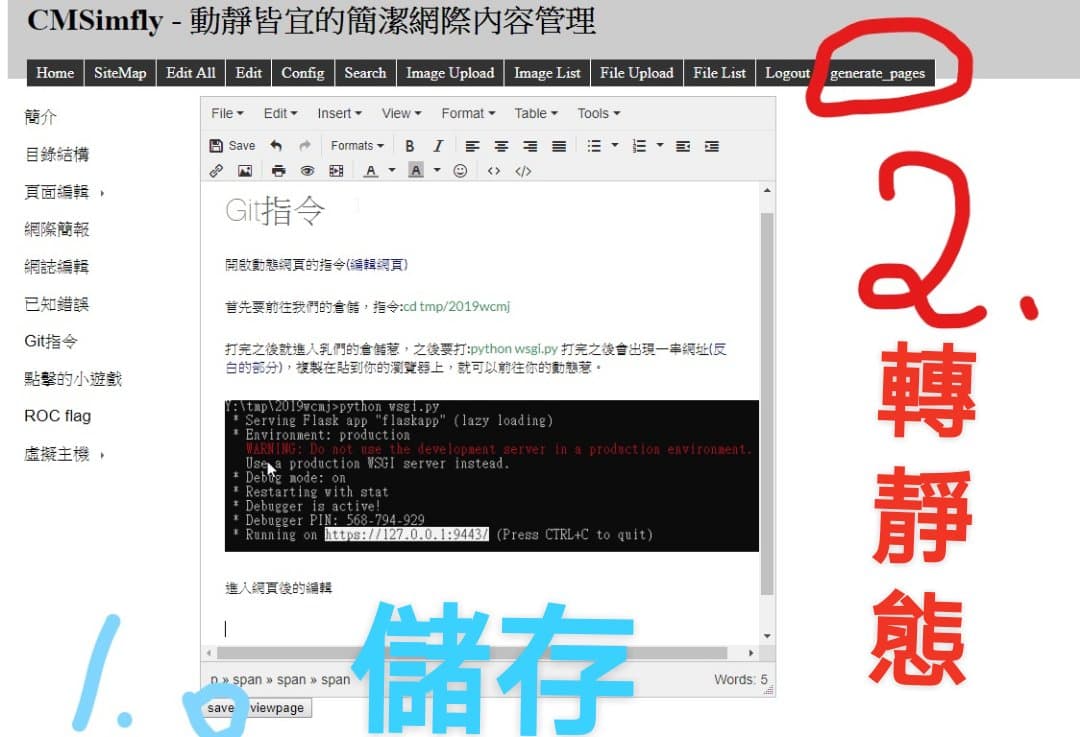 CMSimfly - 動靜皆宜的簡潔網際內容管理
Home SiteMap Edit All Edit Config Search Image Upload Image List File Upload File List Logout generate_pages
簡介
目錄結構
頁面編輯
網際簡報
網誌編輯
已知錯誤
Git指令
點擊的小遊戲
ROC flag
虛擬主機
File Edit Insert View Format Table Tools
Save Formats B I
A A
Git指令
開啟動態網頁的指令(編輯網頁)
首先要前往我們的倉儲，指令:cd tmp/2019wcmj
打完之後就進入乳們的倉儲惹，之後要打:python wsgi.py 打完之後會出現一串網址(反
白的部分)，複製在貼到你的瀏覽器上，就可以前往你的動態惹。
Y:\tmp\2019wcmj>python wsgi.py
* Serving Flask app "flaskapp" (lazy loading)
* Environment: production
WARNING: Do not use the development server in a production environment.
Use a production WSGI server instead.
* Debug mode: on
* Restarting with stat
* Debugger is active!
* Debugger PIN: 568-794-929
* Running on https://127.0.0.1:9443/ (Press CTRL+C to quit)
進入網頁後的編輯
p » span » span » span
Words: 5
save viewpage
1.
儲存
2.
轉靜態